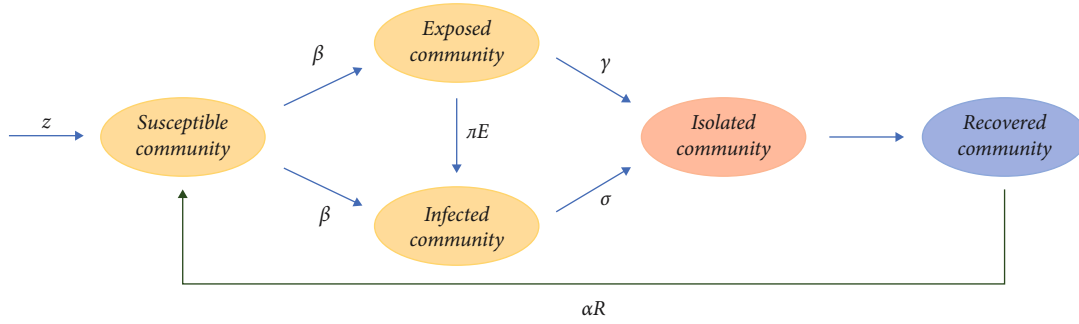 z
Susceptible
community
β
β
Exposed
community
πE
Infected
community
γ
σ
Isolated
community
Recovered
community
αR